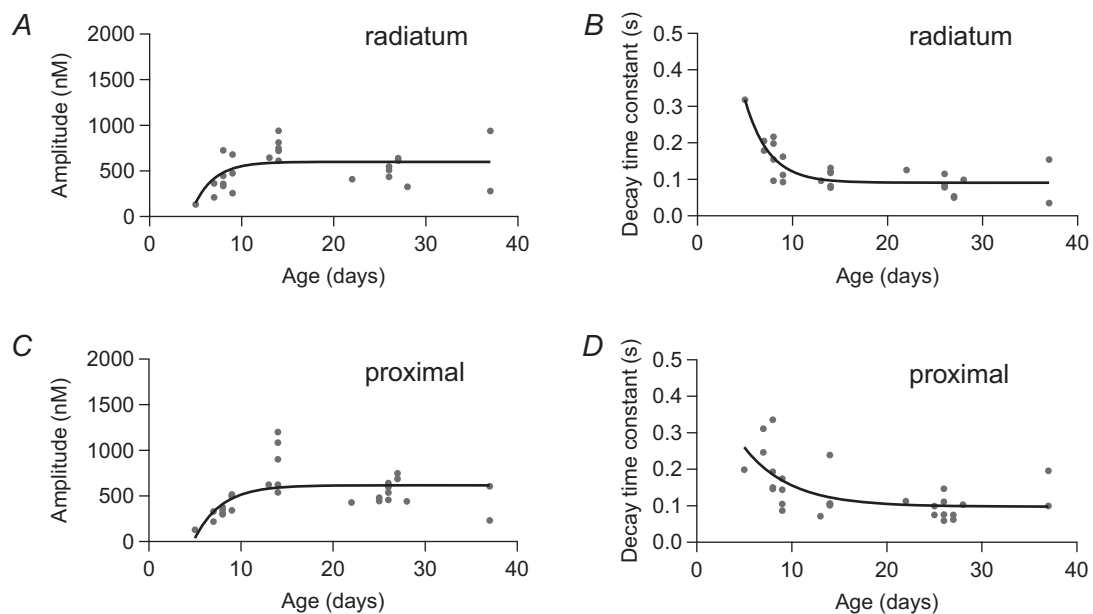 A
radiatum
Amplitude (nM)
2000
1500
1000
500
0
0 10 20 30 40
Age (days)
B
radiatum
Decay time constant (s)
0.5
0.4
0.3
0.2
0.1
0.0
0 10 20 30 40
Age (days)
C
proximal
Amplitude (nM)
2000
1500
1000
500
0
0 10 20 30 40
Age (days)
D
proximal
Decay time constant (s)
0.5
0.4
0.3
0.2
0.1
0.0
0 10 20 30 40
Age (days)